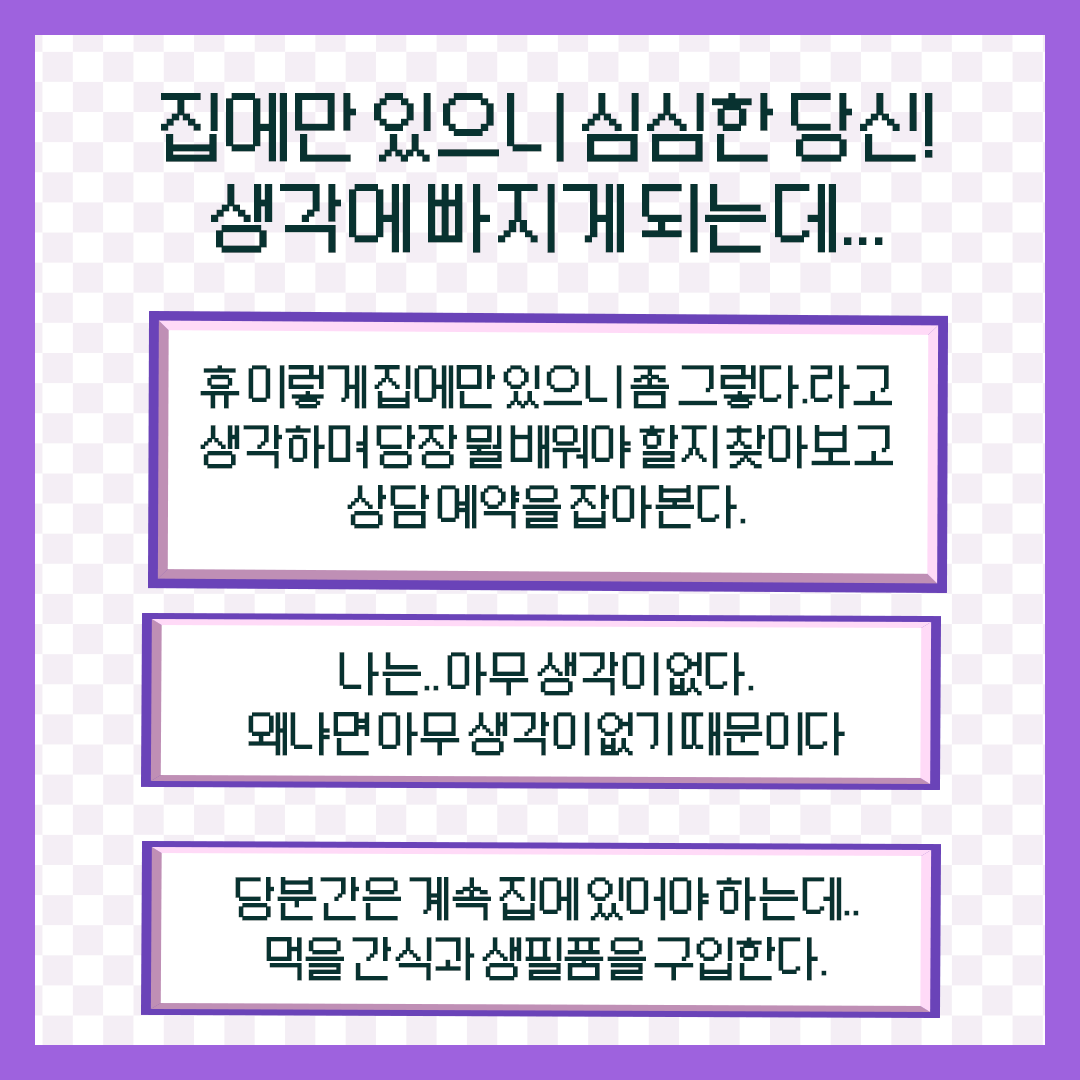 집에만 있으니 심심한 당신!
생각에 빠지게 되는데...
휴 이렇게 집에만 있으니 좀 그렇다.라고
생각하며 당장 뭘 배워야 할지 찾아보고
상담 예약을 잡아본다.
나는.. 아무 생각이 없다.
왜냐면 아무 생각이 없기 때문이다
당분간은 계속 집에 있어야 하는데..
먹을 간식과 생필품을 구입한다.